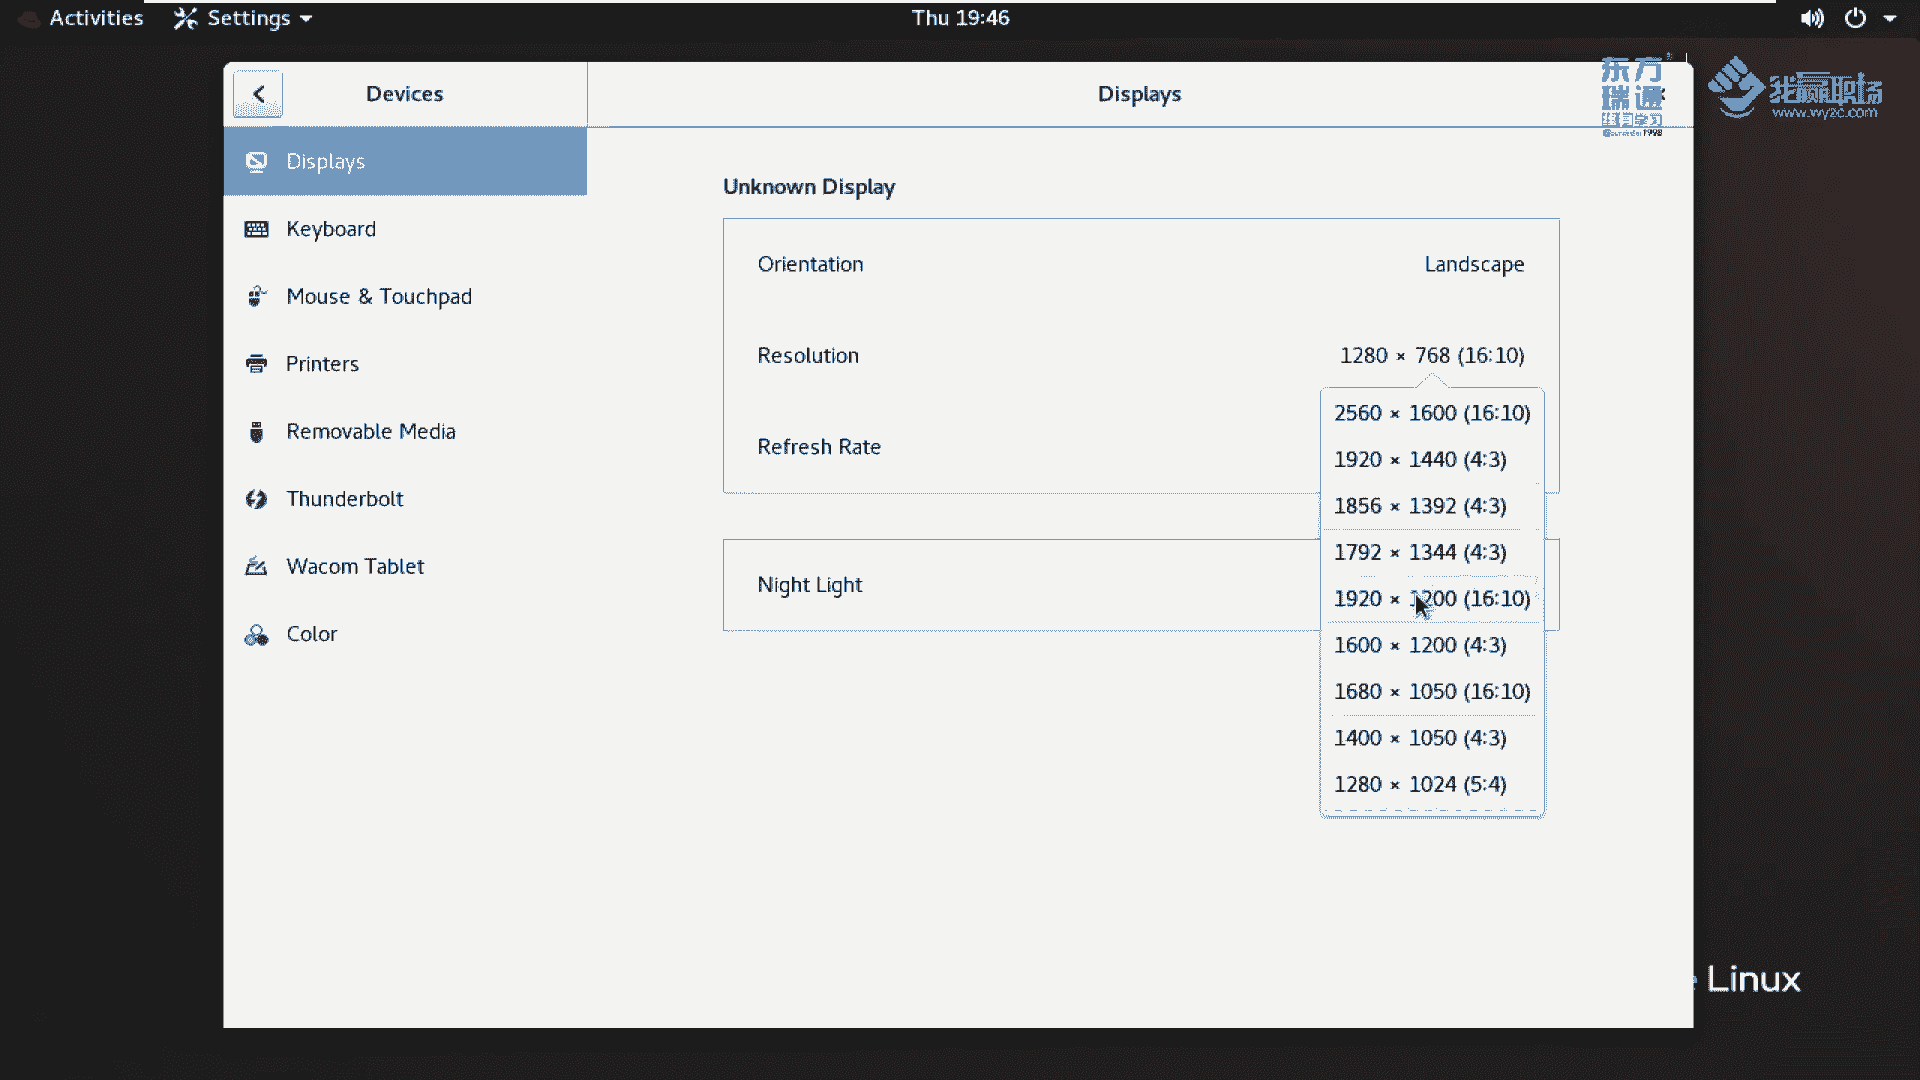 Activities
Settings
Thu 19:46
Devices
Displays
东方
瑞通
终身学习
我赢职场
www.wyzc.com
Displays
Keyboard
Mouse & Touchpad
Printers
Removable Media
Thunderbolt
Wacom Tablet
Color
Unknown Display
Orientation
Landscape
Resolution
1280 × 768 (16:10)
Refresh Rate
Night Light
2560 × 1600 (16:10)
1920 × 1440 (4:3)
1856 × 1392 (4:3)
1792 × 1344 (4:3)
1920 × 1200 (16:10)
1600 × 1200 (4:3)
1680 × 1050 (16:10)
1400 × 1050 (4:3)
1280 × 1024 (5:4)
Linux